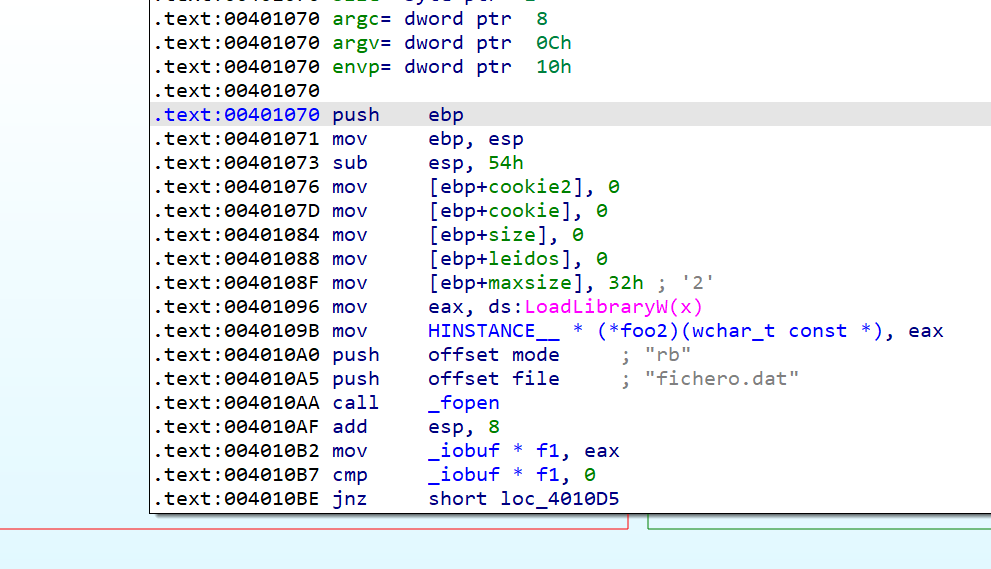 .text:00401070 argc= dword ptr  8
.text:00401070 argv= dword ptr  0Ch
.text:00401070 envp= dword ptr  10h
.text:00401070
.text:00401070 push    ebp
.text:00401071 mov     ebp, esp
.text:00401073 sub     esp, 54h
.text:00401076 mov     [ebp+cookie2], 0
.text:0040107D mov     [ebp+cookie], 0
.text:00401084 mov     [ebp+size], 0
.text:00401088 mov     [ebp+leidos], 0
.text:0040108F mov     [ebp+maxsize], 32h ; '2'
.text:00401096 mov     eax, ds:LoadLibraryW(x)
.text:0040109B mov     HINSTANCE__ * (*foo2)(wchar_t const *), eax
.text:004010A0 push    offset mode     ; "rb"
.text:004010A5 push    offset file     ; "fichero.dat"
.text:004010AA call    _fopen
.text:004010AF add     esp, 8
.text:004010B2 mov     _iobuf * f1, eax
.text:004010B7 cmp     _iobuf * f1, 0
.text:004010BE jnz     short loc_4010D5